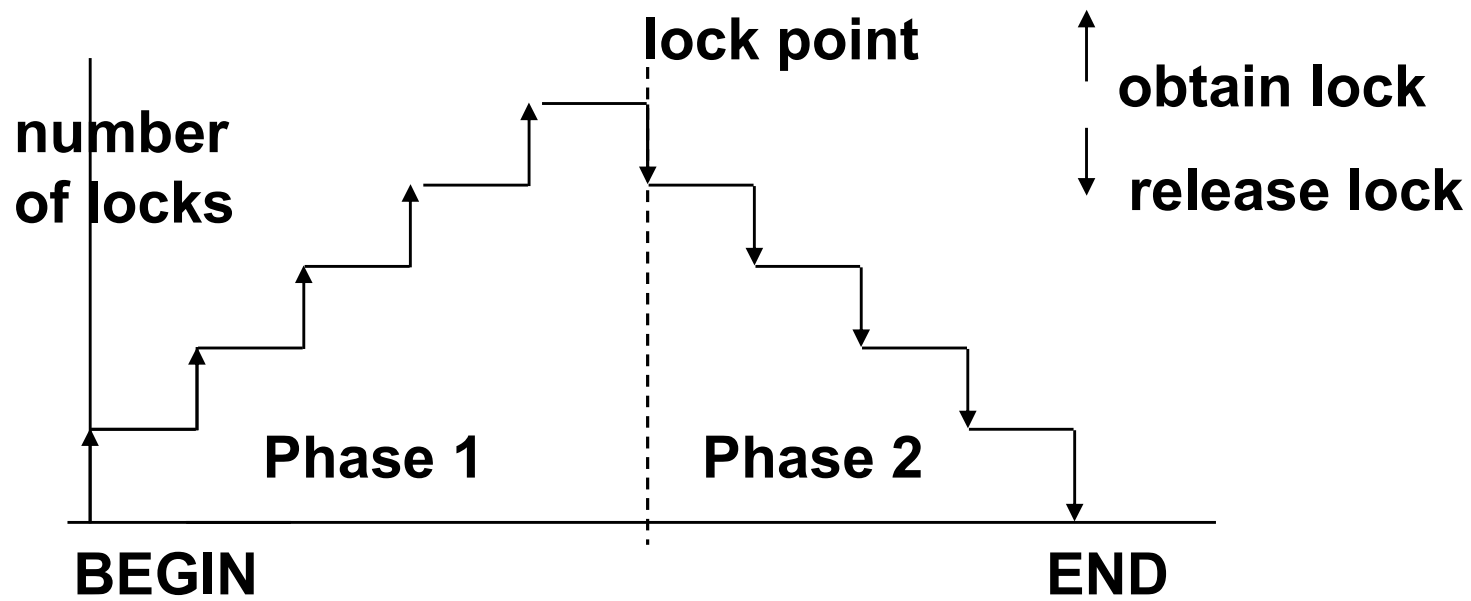 lock point
obtain lock
number
of locks
release lock
Phase 1
Phase 2
BEGIN
END